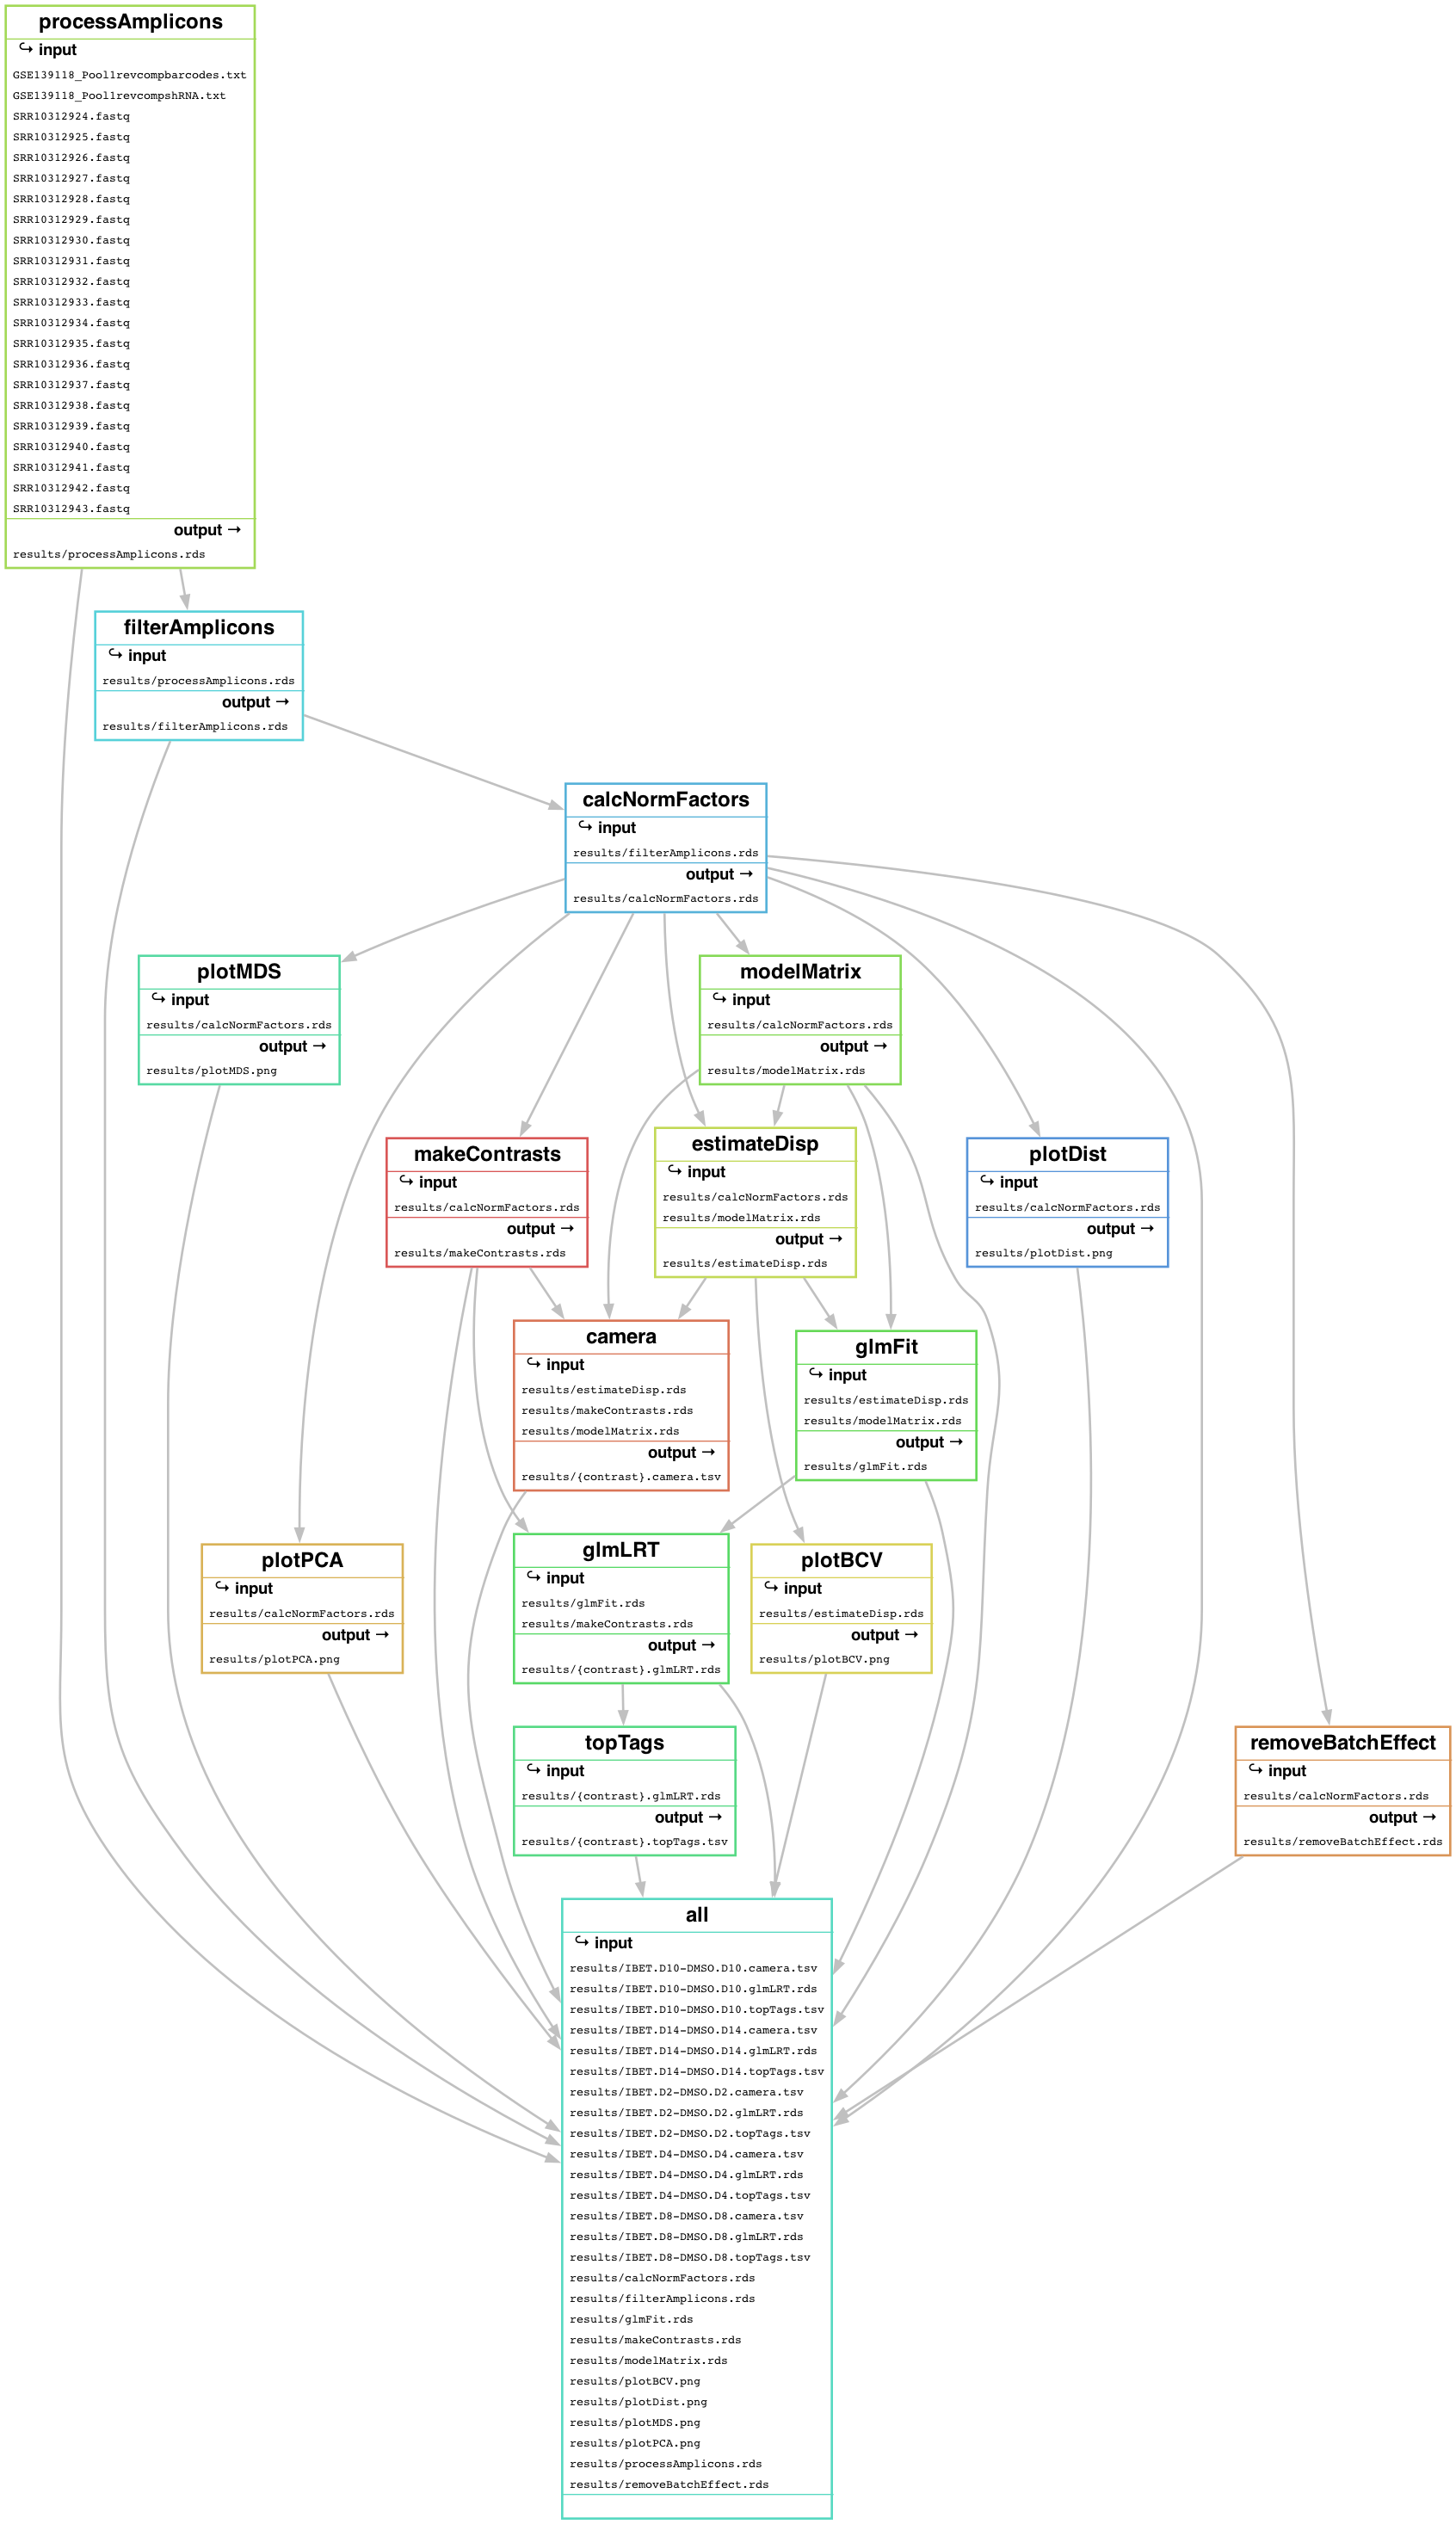 processAmplicons
↪ input
GSE139118_Pool1revcompbarcodes.txt
GSE139118_Pool1revcompshRNA.txt
SRR10312924.fastq
SRR10312925.fastq
SRR10312926.fastq
SRR10312927.fastq
SRR10312928.fastq
SRR10312929.fastq
SRR10312930.fastq
SRR10312931.fastq
SRR10312932.fastq
SRR10312933.fastq
SRR10312934.fastq
SRR10312935.fastq
SRR10312936.fastq
SRR10312937.fastq
SRR10312938.fastq
SRR10312939.fastq
SRR10312940.fastq
SRR10312941.fastq
SRR10312942.fastq
SRR10312943.fastq
output →
results/processAmplicons.rds
filterAmplicons
↪ input
results/processAmplicons.rds
output →
results/filterAmplicons.rds
calcNormFactors
↪ input
results/filterAmplicons.rds
output →
results/calcNormFactors.rds
plotMDS
↪ input
results/calcNormFactors.rds
output →
results/plotMDS.png
modelMatrix
↪ input
results/calcNormFactors.rds
output →
results/modelMatrix.rds
makeContrasts
↪ input
results/calcNormFactors.rds
output →
results/makeContrasts.rds
estimateDisp
↪ input
results/calcNormFactors.rds
results/modelMatrix.rds
output →
results/estimateDisp.rds
plotDist
↪ input
results/calcNormFactors.rds
output →
results/plotDist.png
camera
↪ input
results/estimateDisp.rds
results/makeContrasts.rds
results/modelMatrix.rds
output →
results/{contrast}.camera.tsv
glmFit
↪ input
results/estimateDisp.rds
results/modelMatrix.rds
output →
results/glmFit.rds
plotPCA
↪ input
results/calcNormFactors.rds
output →
results/plotPCA.png
glmLRT
↪ input
results/glmFit.rds
results/makeContrasts.rds
output →
results/{contrast}.glmLRT.rds
plotBCV
↪ input
results/estimateDisp.rds
output →
results/plotBCV.png
topTags
↪ input
results/{contrast}.glmLRT.rds
output →
results/{contrast}.topTags.tsv
removeBatchEffect
↪ input
results/calcNormFactors.rds
output →
results/removeBatchEffect.rds
all
↪ input
results/IBET.D10-DMSO.D10.camera.tsv
results/IBET.D10-DMSO.D10.glmLRT.rds
results/IBET.D10-DMSO.D10.topTags.tsv
results/IBET.D14-DMSO.D14.camera.tsv
results/IBET.D14-DMSO.D14.glmLRT.rds
results/IBET.D14-DMSO.D14.topTags.tsv
results/IBET.D2-DMSO.D2.camera.tsv
results/IBET.D2-DMSO.D2.glmLRT.rds
results/IBET.D2-DMSO.D2.topTags.tsv
results/IBET.D4-DMSO.D4.camera.tsv
results/IBET.D4-DMSO.D4.glmLRT.rds
results/IBET.D4-DMSO.D4.topTags.tsv
results/IBET.D8-DMSO.D8.camera.tsv
results/IBET.D8-DMSO.D8.glmLRT.rds
results/IBET.D8-DMSO.D8.topTags.tsv
results/calcNormFactors.rds
results/filterAmplicons.rds
results/glmFit.rds
results/makeContrasts.rds
results/modelMatrix.rds
results/plotBCV.png
results/plotDist.png
results/plotMDS.png
results/plotPCA.png
results/processAmplicons.rds
results/removeBatchEffect.rds